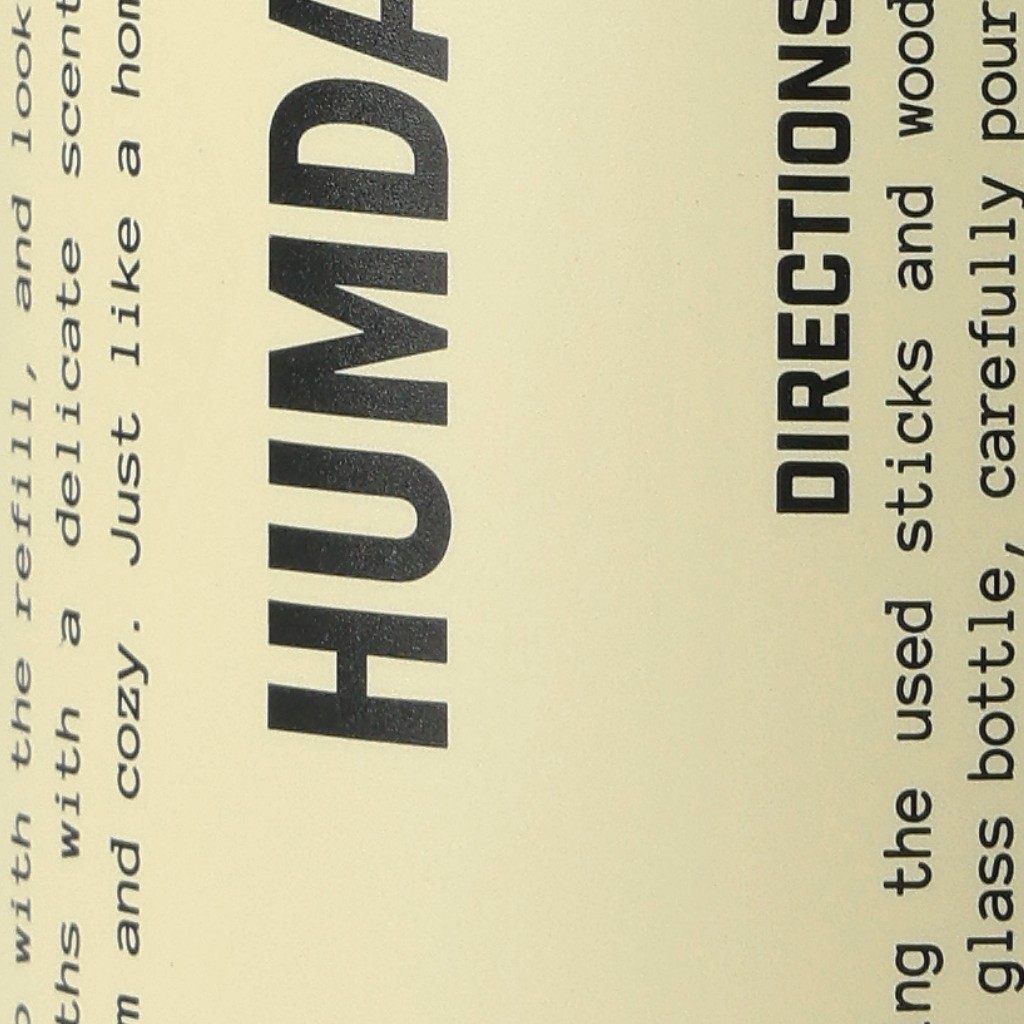 with the refill, and look
ths with a delicate scent
and cozy. Just like a hom
HUMDA
DIRECTIONS
ng the used sticks and wood
glass bottle, carefully pour